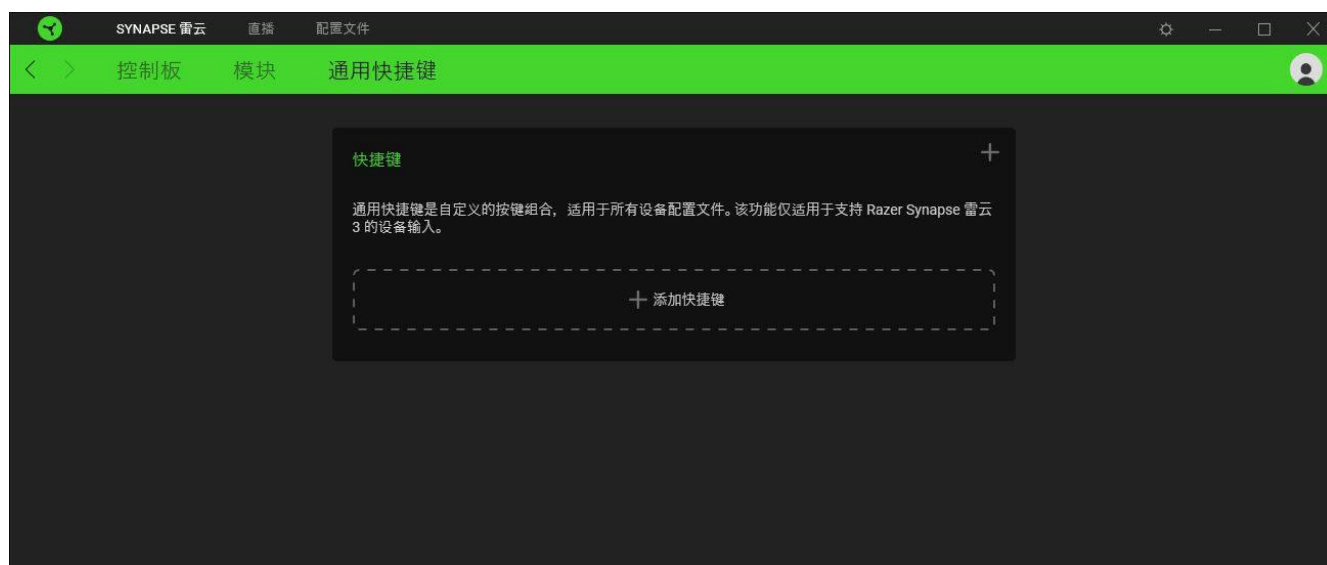 SYNAPSE 雷云 直播 配置文件
控制板 模块 通用快捷键
快捷键
通用快捷键是自定义的按键组合，适用于所有设备配置文件。该功能仅适用于支持 Razer Synapse 雷云
3 的设备输入。
添加快捷键